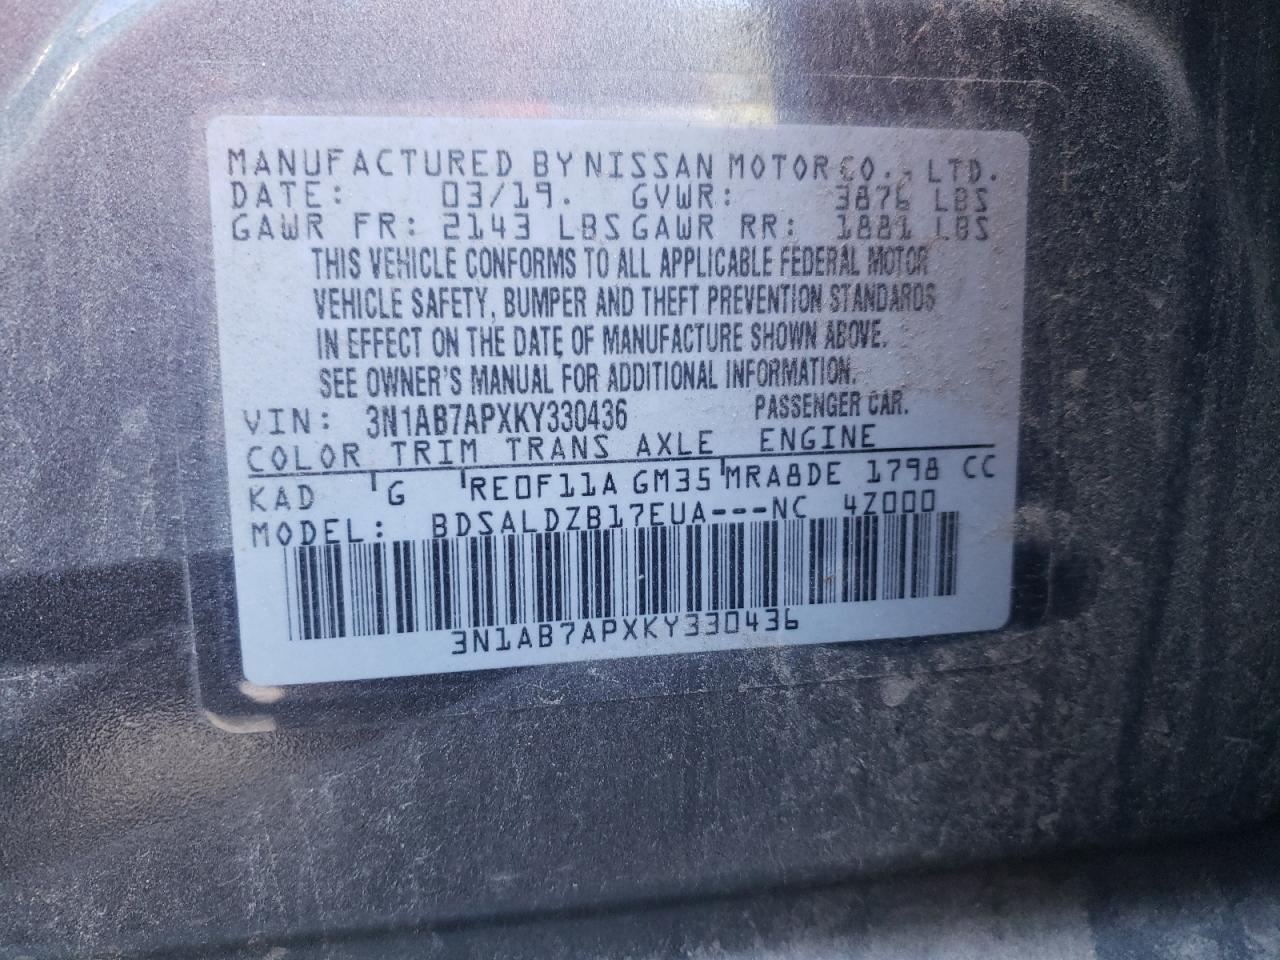 MANUFACTURED BY NISSAN MOTOR CO., LTD.
DATE: 03/19. GVWR: 3876 LBS
GAWR FR: 2143 LBS GAWR RR: 1881 LBS
THIS VEHICLE CONFORMS TO ALL APPLICABLE FEDERAL MOTOR
VEHICLE SAFETY, BUMPER AND THEFT PREVENTION STANDARDS
IN EFFECT ON THE DATE OF MANUFACTURE SHOWN ABOVE.
SEE OWNER'S MANUAL FOR ADDITIONAL INFORMATION.
VIN: 3N1AB7APXKY330436 PASSENGER CAR.
COLOR TRIM TRANS AXLE ENGINE
KAD G RE0F11A GM35 MRA8DE 1798 CC
MODEL: BDSALDZB17EUA---NC 4Z000
3N1AB7APXKY330436